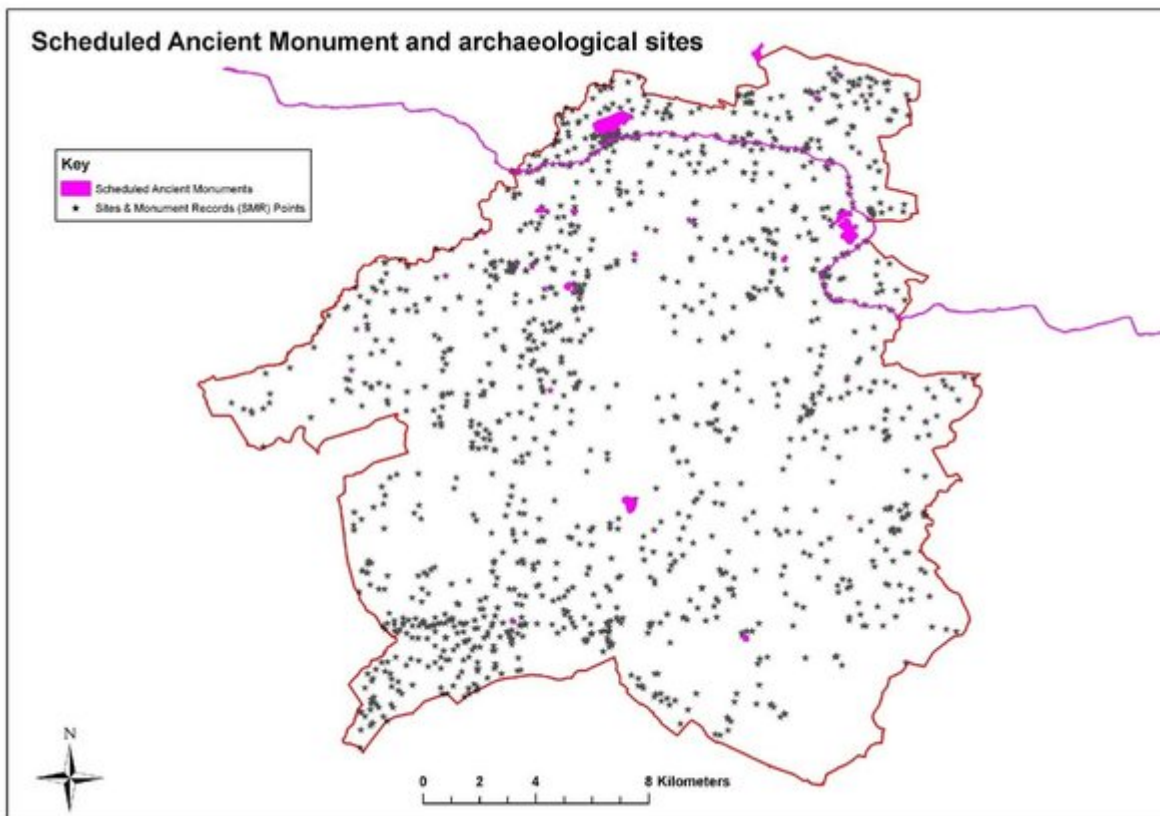 Scheduled Ancient Monument and archaeological sites
Key
Scheduled Ancient Monuments
Sites & Monument Records (SMR) Points
N
0 2 4 8 Kilometers